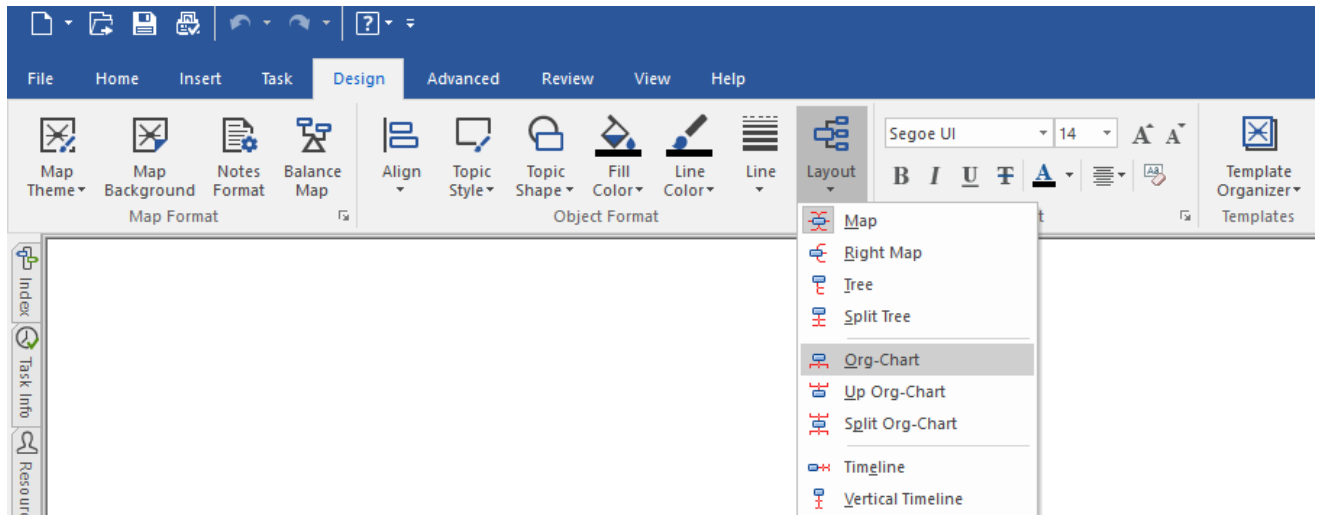 File Home Insert Task Design Advanced Review View Help
Segoe UI 14 A A
Map Map Notes Balance Align Topic Topic Fill Line Line Layout B I U T A Template
Theme Background Format Map Style Shape Color Color Organizer
Map Format Object Format t Templates
Map
Right Map
Tree
Split Tree
Org-Chart
Up Org-Chart
Split Org-Chart
Timeline
Vertical Timeline
Index
Task Info
Resour